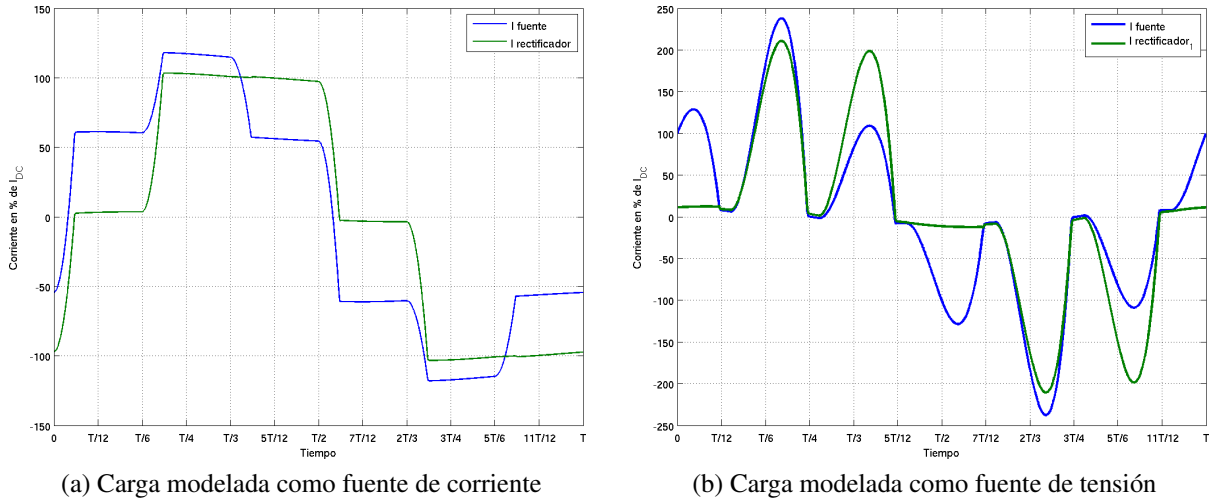 150
100
50
0
-50
-100
-150
Corriente en % de I_DC
I fuente
I rectificador
0 T/12 T/6 T/4 T/3 5T/12 T/2 7T/12 2T/3 3T/4 5T/6 11T/12 T
Tiempo
(a) Carga modelada como fuente de corriente
250
200
150
100
50
0
-50
-100
-150
-200
-250
Corriente en % de I_DC
I fuente
I rectificador₁
0 T/12 T/6 T/4 T/3 5T/12 T/2 7T/12 2T/3 3T/4 5T/6 11T/12 T
Tiempo
(b) Carga modelada como fuente de tensión